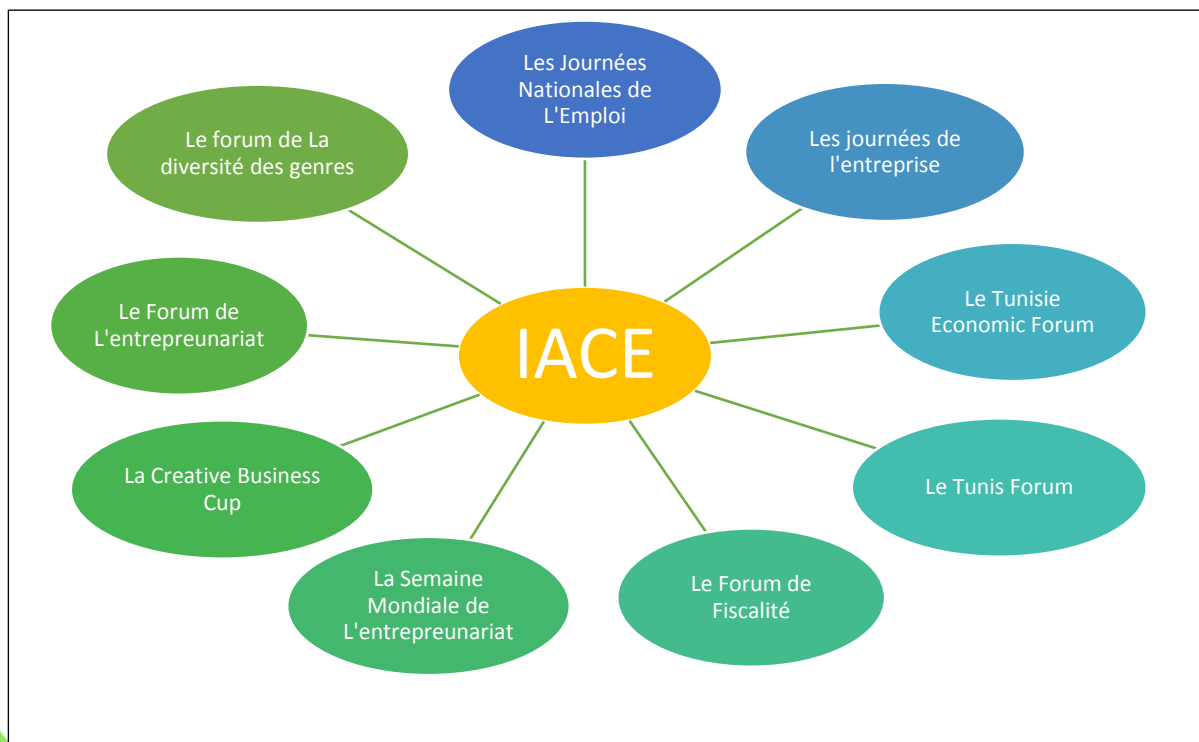 Les Journées
Nationales de
L'Emploi
Les journées de
l'entreprise
Le Tunisie
Economic Forum
Le Tunis Forum
Le Forum de
Fiscalité
La Semaine
Mondiale de
L'entrepreunariat
La Creative Business
Cup
Le Forum de
L'entrepreunariat
Le forum de La
diversité des genres
IACE